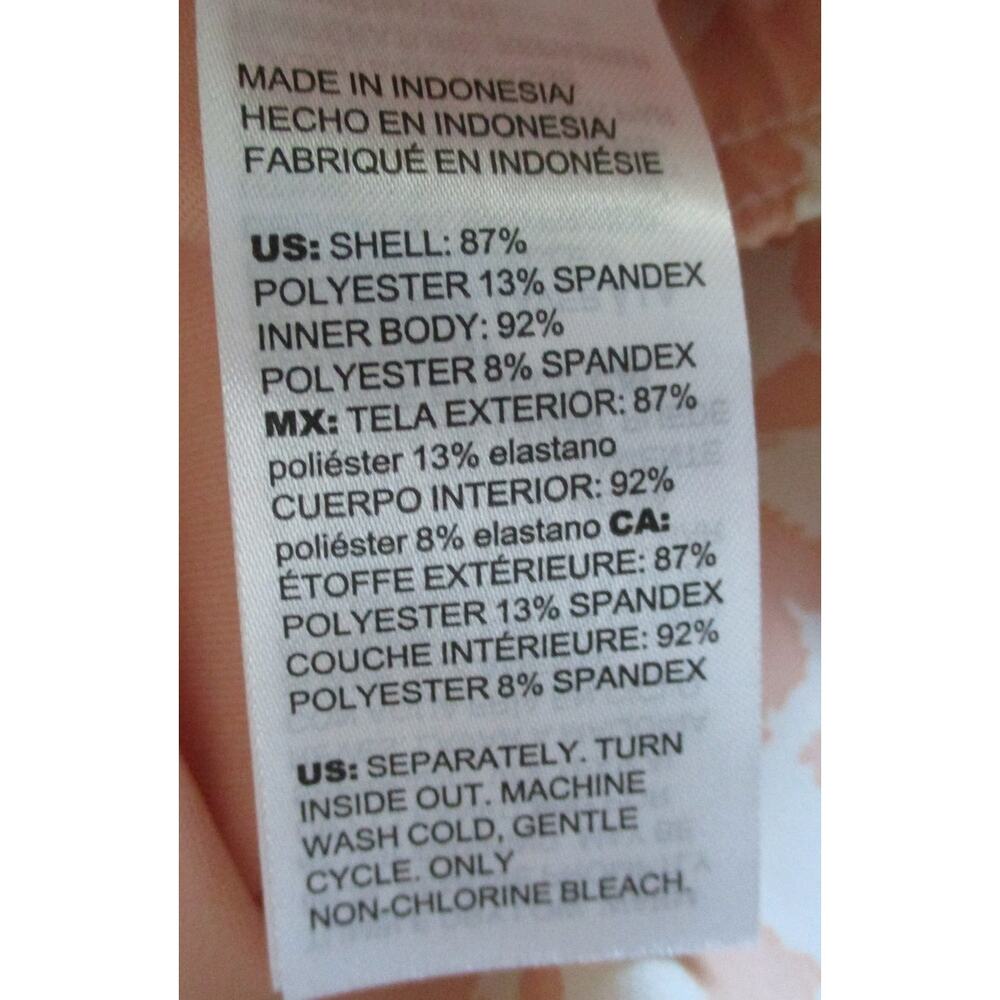 MADE IN INDONESIA/
HECHO EN INDONESIA/
FABRIQUÉ EN INDONÉSIE
US: SHELL: 87%
POLYESTER 13% SPANDEX
INNER BODY: 92%
POLYESTER 8% SPANDEX
MX: TELA EXTERIOR: 87%
poliéster 13% elastano
CUERPO INTERIOR: 92%
poliéster 8% elastano CA:
ÉTOFFE EXTÉRIEURE: 87%
POLYESTER 13% SPANDEX
COUCHE INTÉRIEURE: 92%
POLYESTER 8% SPANDEX
US: SEPARATELY. TURN
INSIDE OUT. MACHINE
WASH COLD, GENTLE
CYCLE. ONLY
NON-CHLORINE BLEACH.